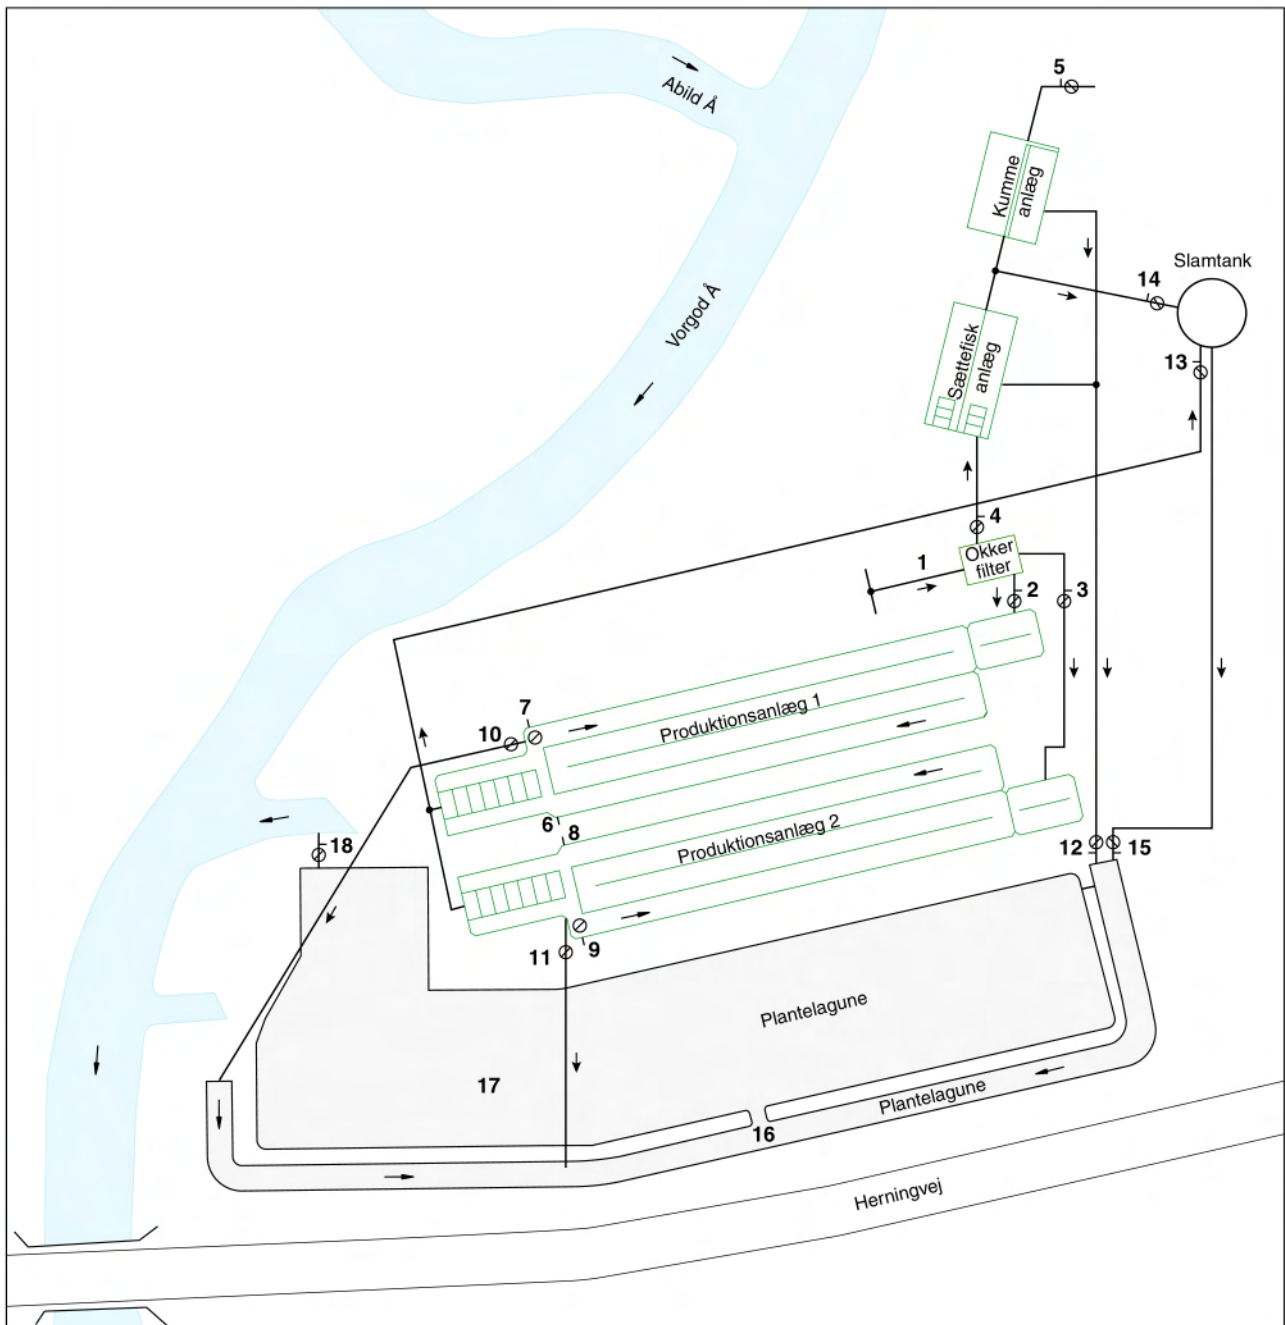 5
Abild Å
Kumme
anlæg
Slamtank
14
Vorgod Å
13
Sættefisk
anlæg
4
Okker
filter
1
2
3
7
10
Produktionsanlæg 1
6
8
Produktionsanlæg 2
18
12
15
9
11
Plantelagune
17
Plantelagune
16
Herningvej